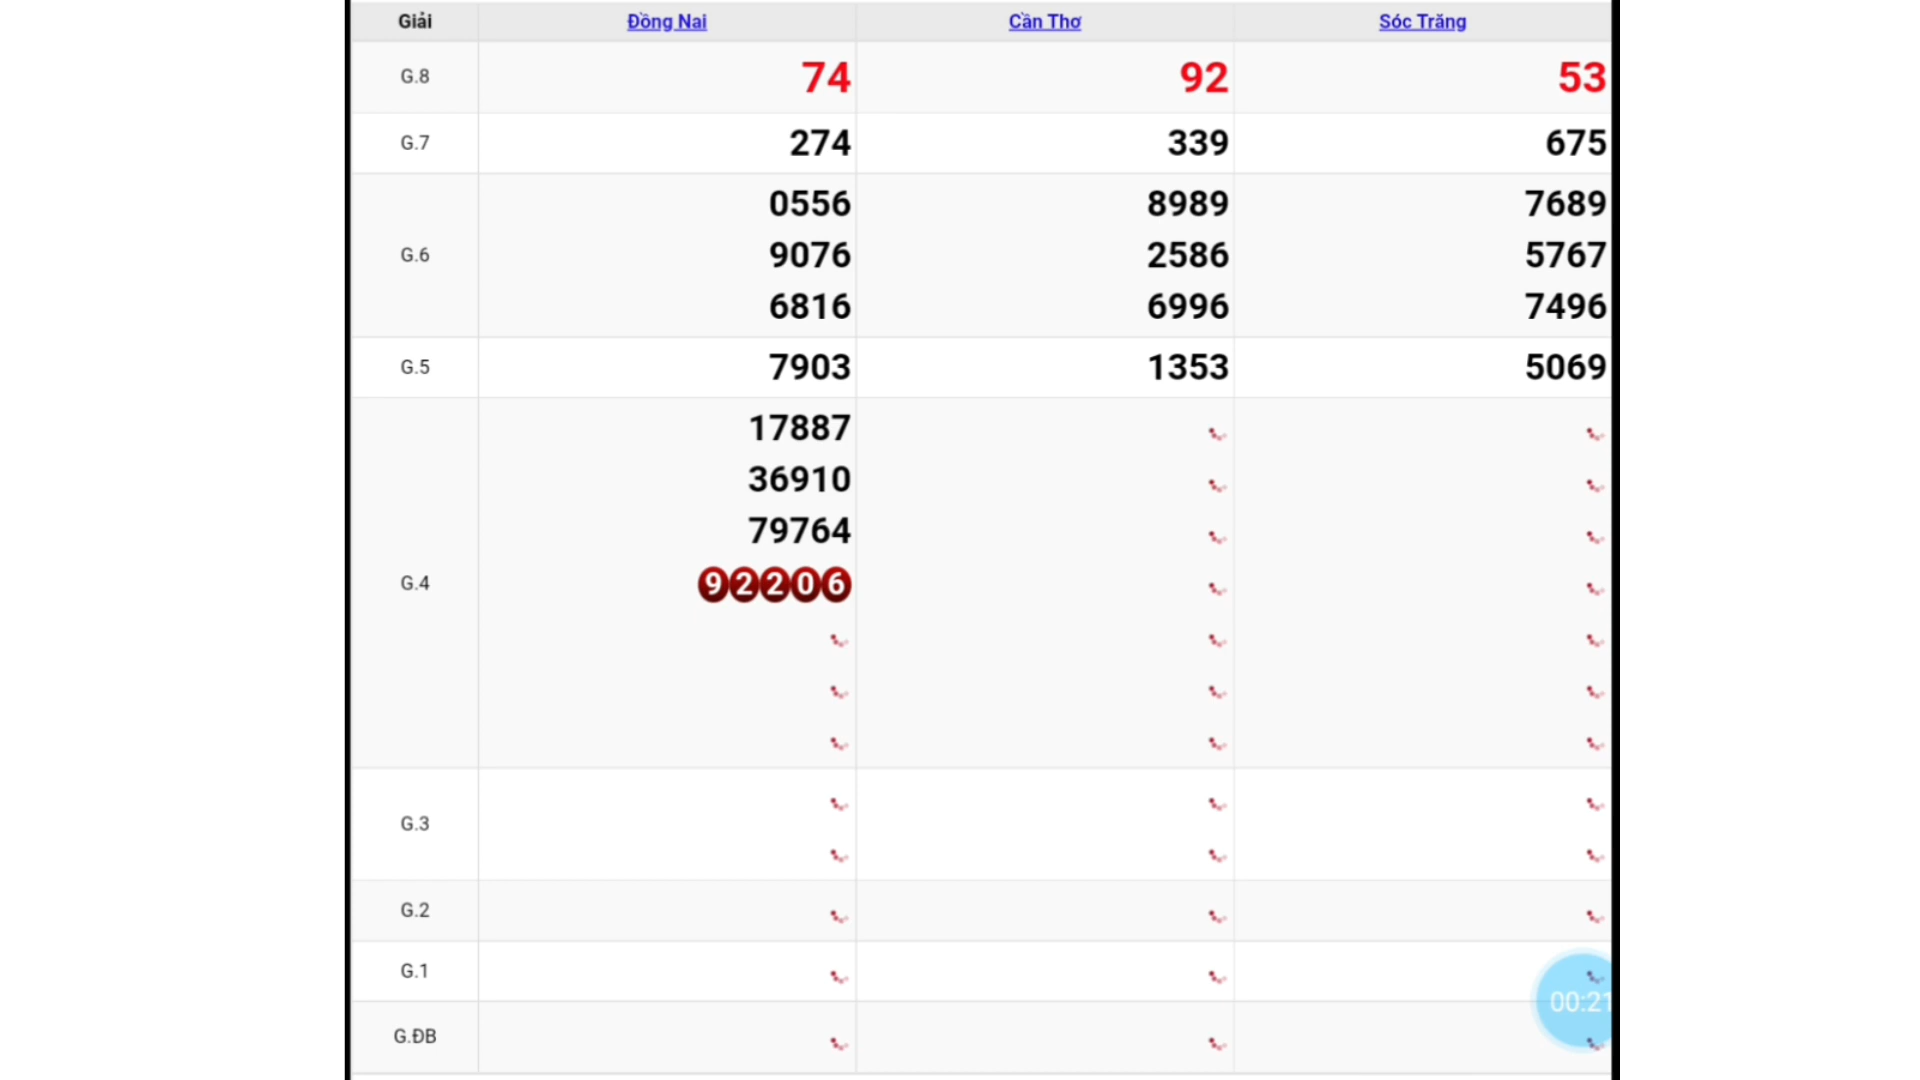 Giải Đồng Nai Cần Thơ Sóc Trăng
G.8 74 92 53
G.7 274 339 675
0556 8989 7689
G.6 9076 2586 5767
6816 6996 7496
G.5 7903 1353 5069
17887
36910
79764
G.4 92206
G.3
G.2
G.1
00:21
G.ĐB